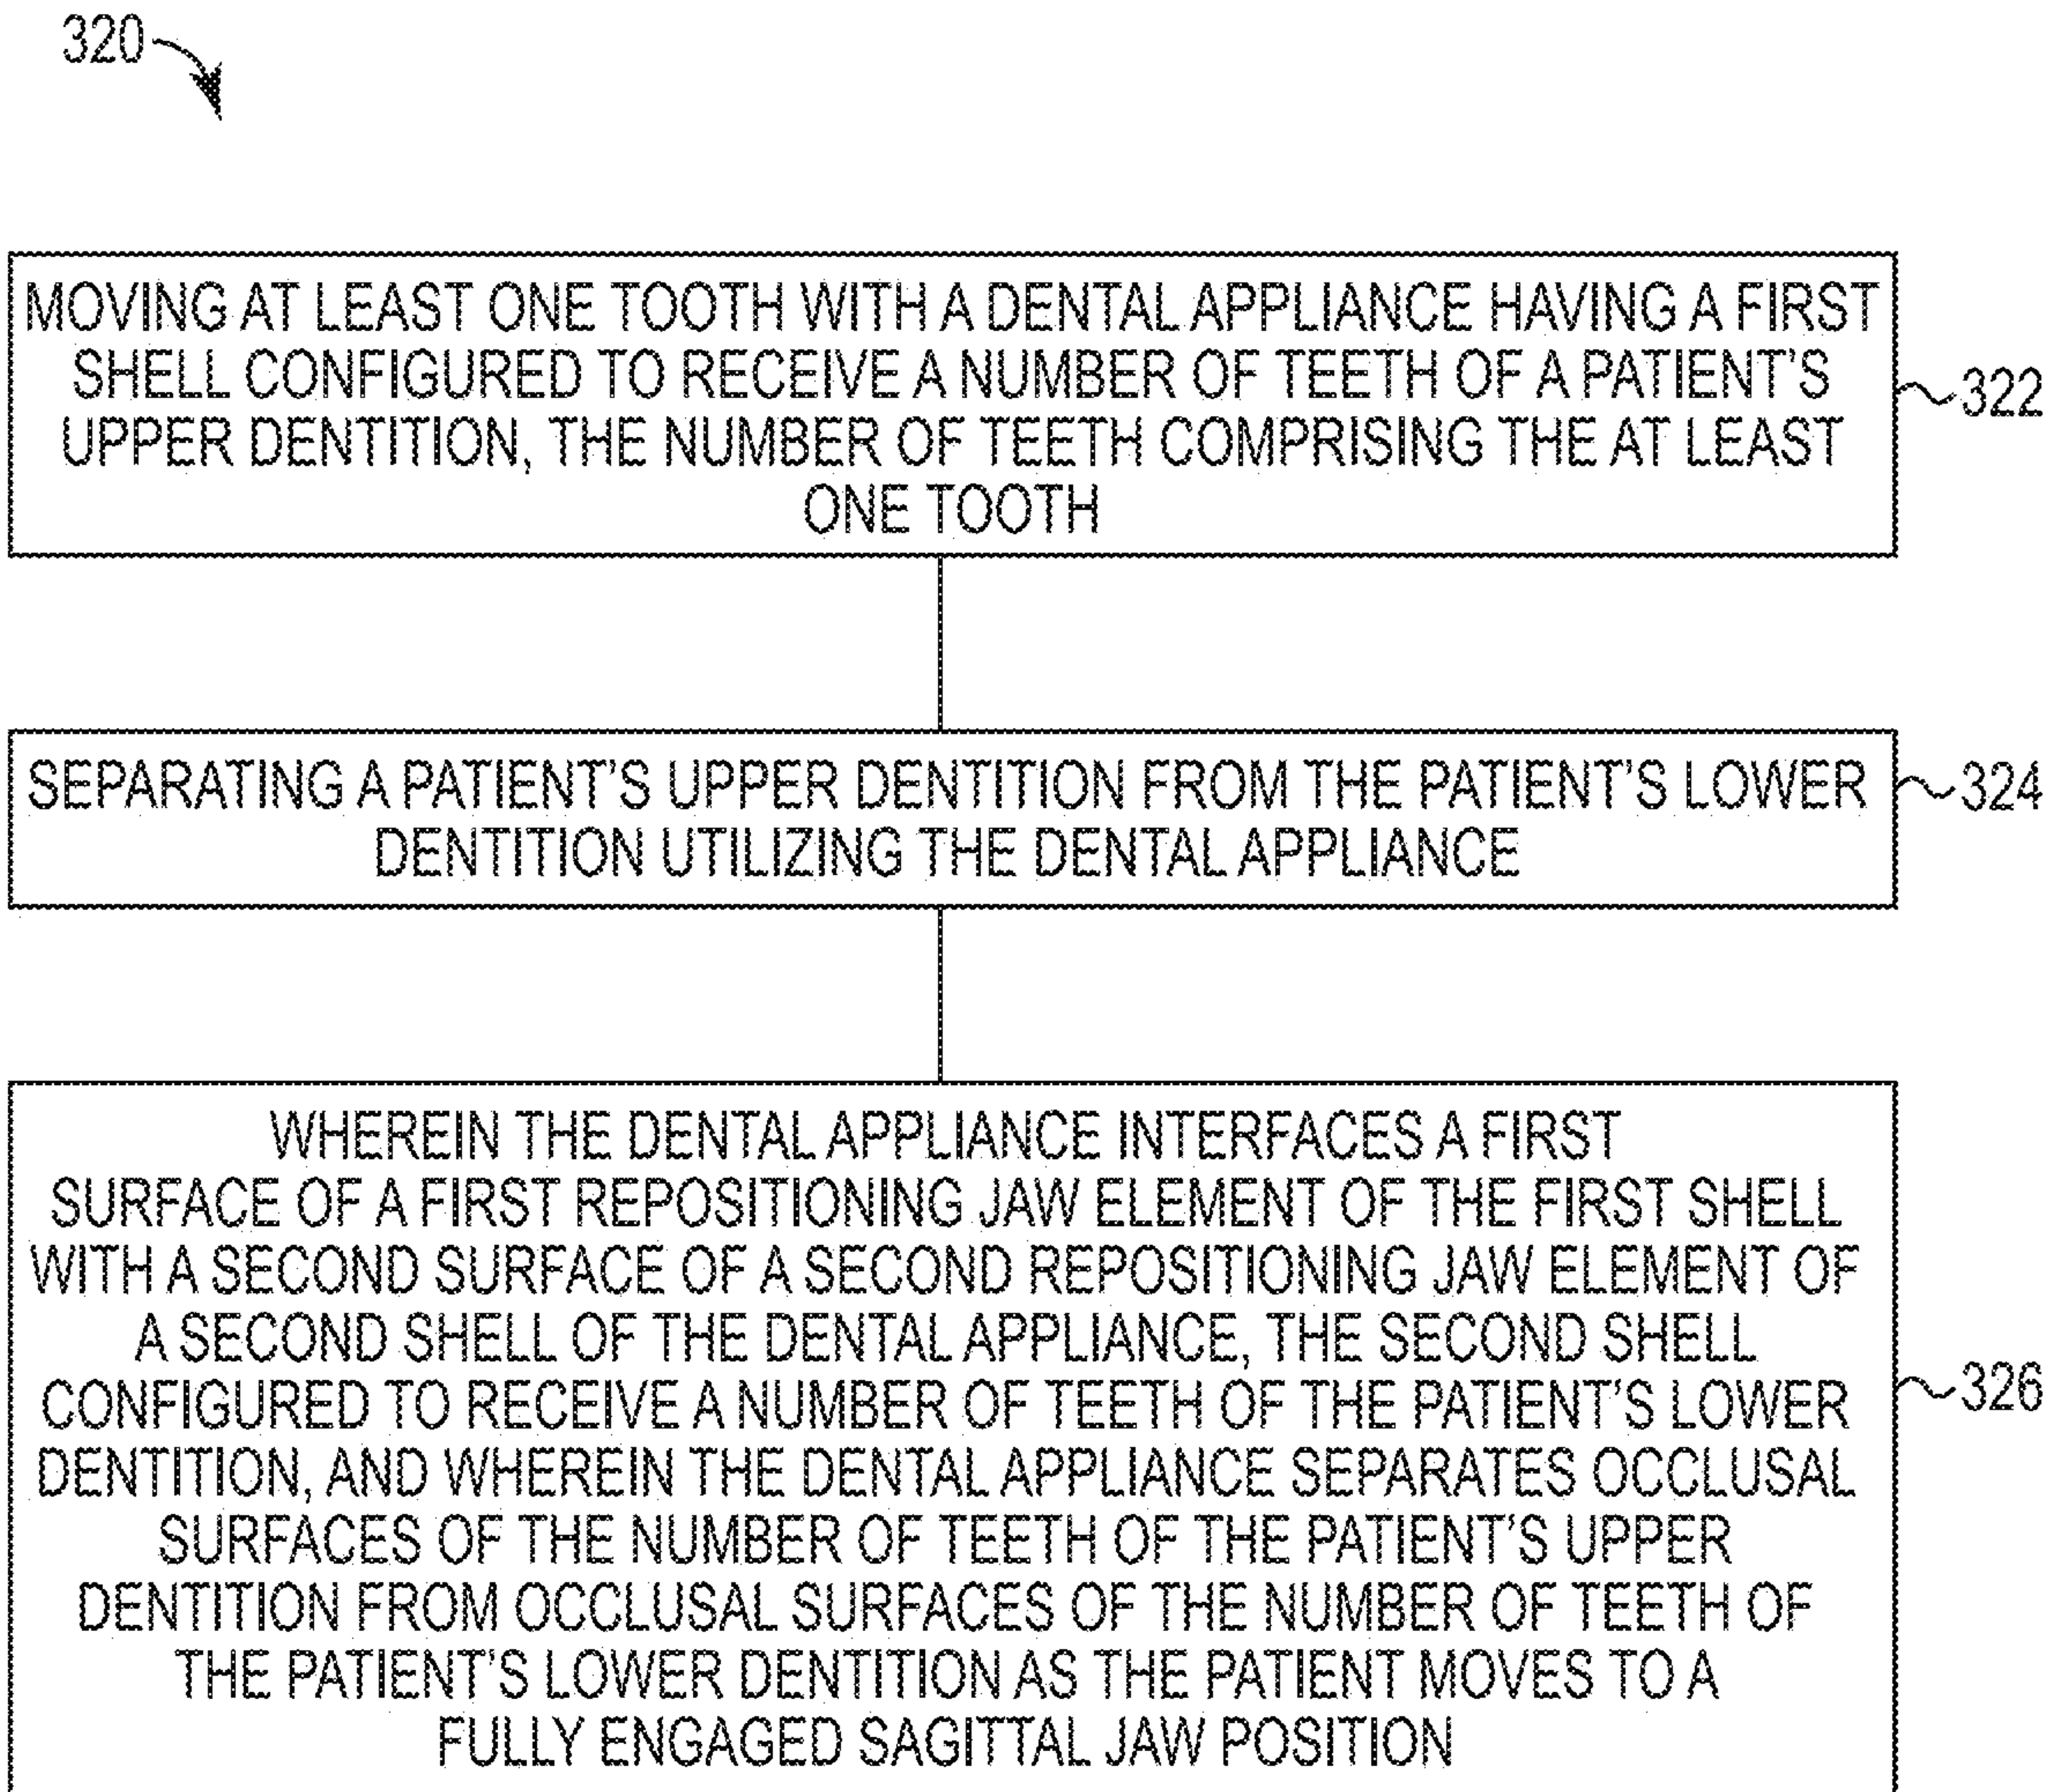 320
MOVING AT LEAST ONE TOOTH WITH A DENTAL APPLIANCE HAVING A FIRST
SHELL CONFIGURED TO RECEIVE A NUMBER OF TEETH OF A PATIENT'S
UPPER DENTITION, THE NUMBER OF TEETH COMPRISING THE AT LEAST
ONE TOOTH
322
SEPARATING A PATIENT'S UPPER DENTITION FROM THE PATIENT'S LOWER
DENTITION UTILIZING THE DENTAL APPLIANCE
324
WHEREIN THE DENTAL APPLIANCE INTERFACES A FIRST
SURFACE OF A FIRST REPOSITIONING JAW ELEMENT OF THE FIRST SHELL
WITH A SECOND SURFACE OF A SECOND REPOSITIONING JAW ELEMENT OF
A SECOND SHELL OF THE DENTAL APPLIANCE, THE SECOND SHELL
CONFIGURED TO RECEIVE A NUMBER OF TEETH OF THE PATIENT'S LOWER
DENTITION, AND WHEREIN THE DENTAL APPLIANCE SEPARATES OCCLUSAL
SURFACES OF THE NUMBER OF TEETH OF THE PATIENT'S UPPER
DENTITION FROM OCCLUSAL SURFACES OF THE NUMBER OF TEETH OF
THE PATIENT'S LOWER DENTITION AS THE PATIENT MOVES TO A
FULLY ENGAGED SAGITTAL JAW POSITION
326